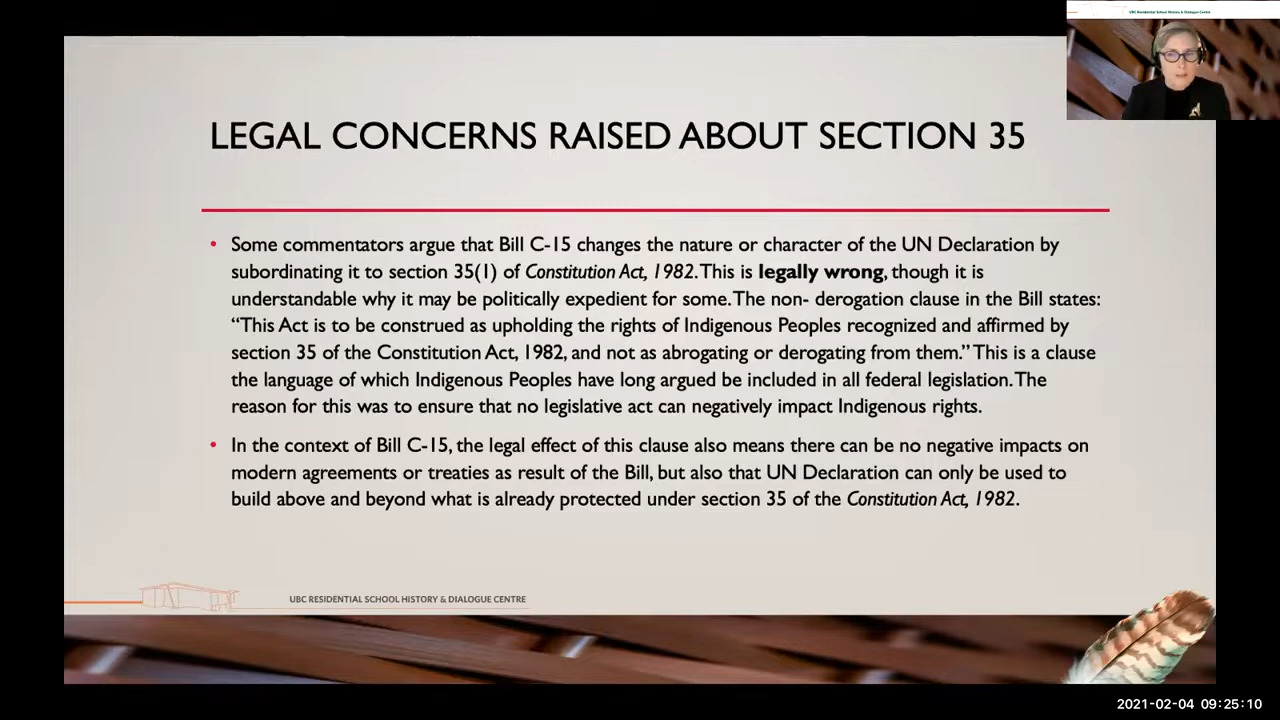 UBC Residential School History & Dialogue Centre
LEGAL CONCERNS RAISED ABOUT SECTION 35
• Some commentators argue that Bill C-15 changes the nature or character of the UN Declaration by
subordinating it to section 35(1) of Constitution Act, 1982. This is legally wrong, though it is
understandable why it may be politically expedient for some. The non- derogation clause in the Bill states:
“This Act is to be construed as upholding the rights of Indigenous Peoples recognized and affirmed by
section 35 of the Constitution Act, 1982, and not as abrogating or derogating from them.” This is a clause
the language of which Indigenous Peoples have long argued be included in all federal legislation. The
reason for this was to ensure that no legislative act can negatively impact Indigenous rights.
• In the context of Bill C-15, the legal effect of this clause also means there can be no negative impacts on
modern agreements or treaties as result of the Bill, but also that UN Declaration can only be used to
build above and beyond what is already protected under section 35 of the Constitution Act, 1982.
UBC RESIDENTIAL SCHOOL HISTORY & DIALOGUE CENTRE
2021-02-04 09:25:10